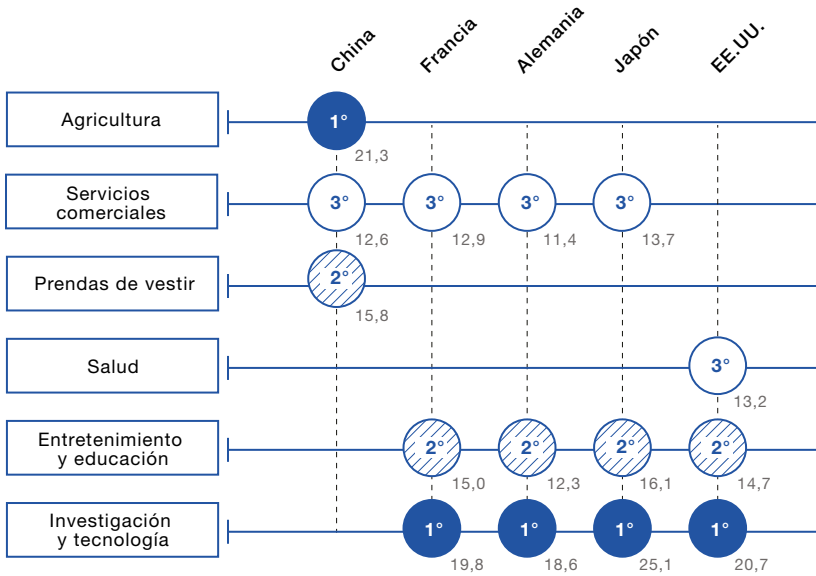 China
Francia
Alemania
Japón
EE.UU.
Agricultura
1°
21,3
Servicios
comerciales
3°
3°
3°
3°
12,6
12,9
11,4
13,7
Prendas de vestir
2°
15,8
Salud
3°
13,2
Entretenimiento
y educación
2°
2°
2°
2°
15,0
12,3
16,1
14,7
Investigación
y tecnología
1°
1°
1°
1°
19,8
18,6
25,1
20,7